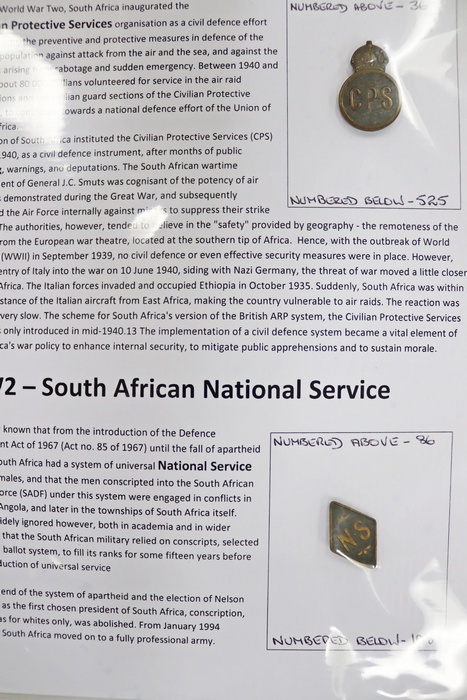 World War Two, South Africa inaugurated the
n Protective Services organisation as a civil defence effort
the preventive and protective measures in defence of the
population against attack from the air and the sea, and against the
arising sabotage and sudden emergency. Between 1940 and
out 80 volunteered for service in the air raid
guard sections of the Civilian Protective
towards a national defence effort of the Union of
frica
NUMBERED ABOVE - 36
CPS
NUMBERED BELOW - 525
on of South instituted the Civilian Protective Services (CPS)
1940, as a civil defence instrument, after months of public
, warnings, and deputations. The South African wartime
ent of General J.C. Smuts was cognisant of the potency of air
demonstrated during the Great War, and subsequently
d the Air Force internally against to suppress their strike
The authorities, however, tended to believe in the "safety" provided by geography - the remoteness of the
rom the European war theatre, located at the southern tip of Africa. Hence, with the outbreak of World
(WWII) in September 1939, no civil defence or even effective security measures were in place. However,
entry of Italy into the war on 10 June 1940, siding with Nazi Germany, the threat of war moved a little closer
Africa. The Italian forces invaded and occupied Ethiopia in October 1935. Suddenly, South Africa was within
stance of the Italian aircraft from East Africa, making the country vulnerable to air raids. The reaction was
very slow. The scheme for South Africa's version of the British ARP system, the Civilian Protective Services
only introduced in mid-1940.13 The implementation of a civil defence system became a vital element of
ca's war policy to enhance internal security, to mitigate public apprehensions and to sustain morale.
/2 – South African National Service
known that from the introduction of the Defence
nt Act of 1967 (Act no. 85 of 1967) until the fall of apartheid
outh Africa had a system of universal National Service
males, and that the men conscripted into the South African
orce (SADF) under this system were engaged in conflicts in
Angola, and later in the townships of South Africa itself.
idely ignored however, both in academia and in wider
that the South African military relied on conscripts, selected
ballot system, to fill its ranks for some fifteen years before
duction of universal service
NUMBERED ABOVE - 86
NS
NUMBERED BELOW -
end of the system of apartheid and the election of Nelson
as the first chosen president of South Africa, conscription,
as for whites only, was abolished. From January 1994
South Africa moved on to a fully professional army.